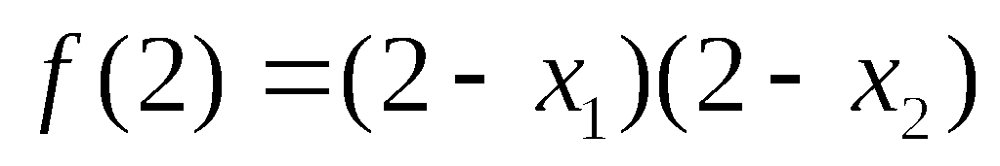 f(2) =(2 - x₁)(2 - x₂)